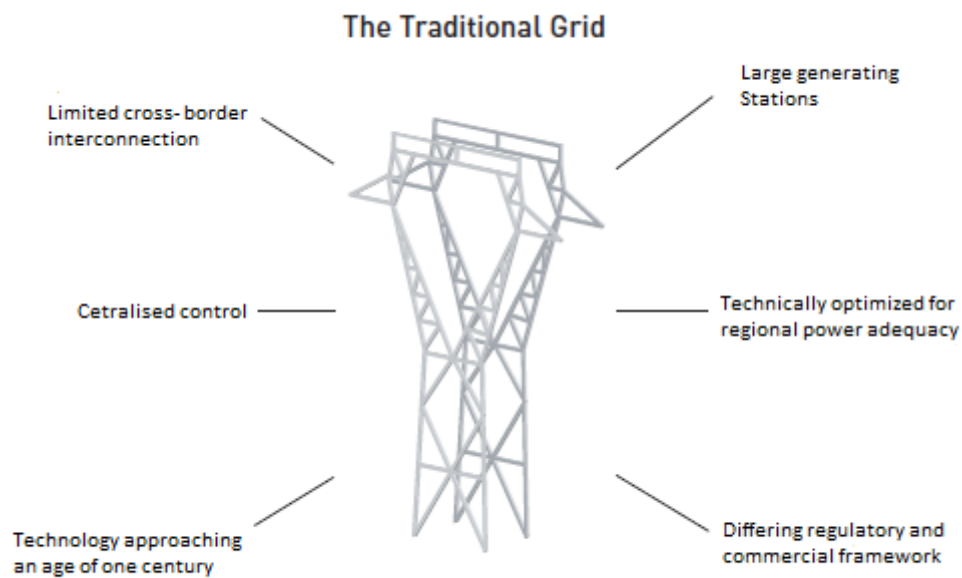 The Traditional Grid
Large generating
Stations
Limited cross- border
interconnection
Cetralised control
Technically optimized for
regional power adequacy
Technology approaching
an age of one century
Differing regulatory and
commercial framework